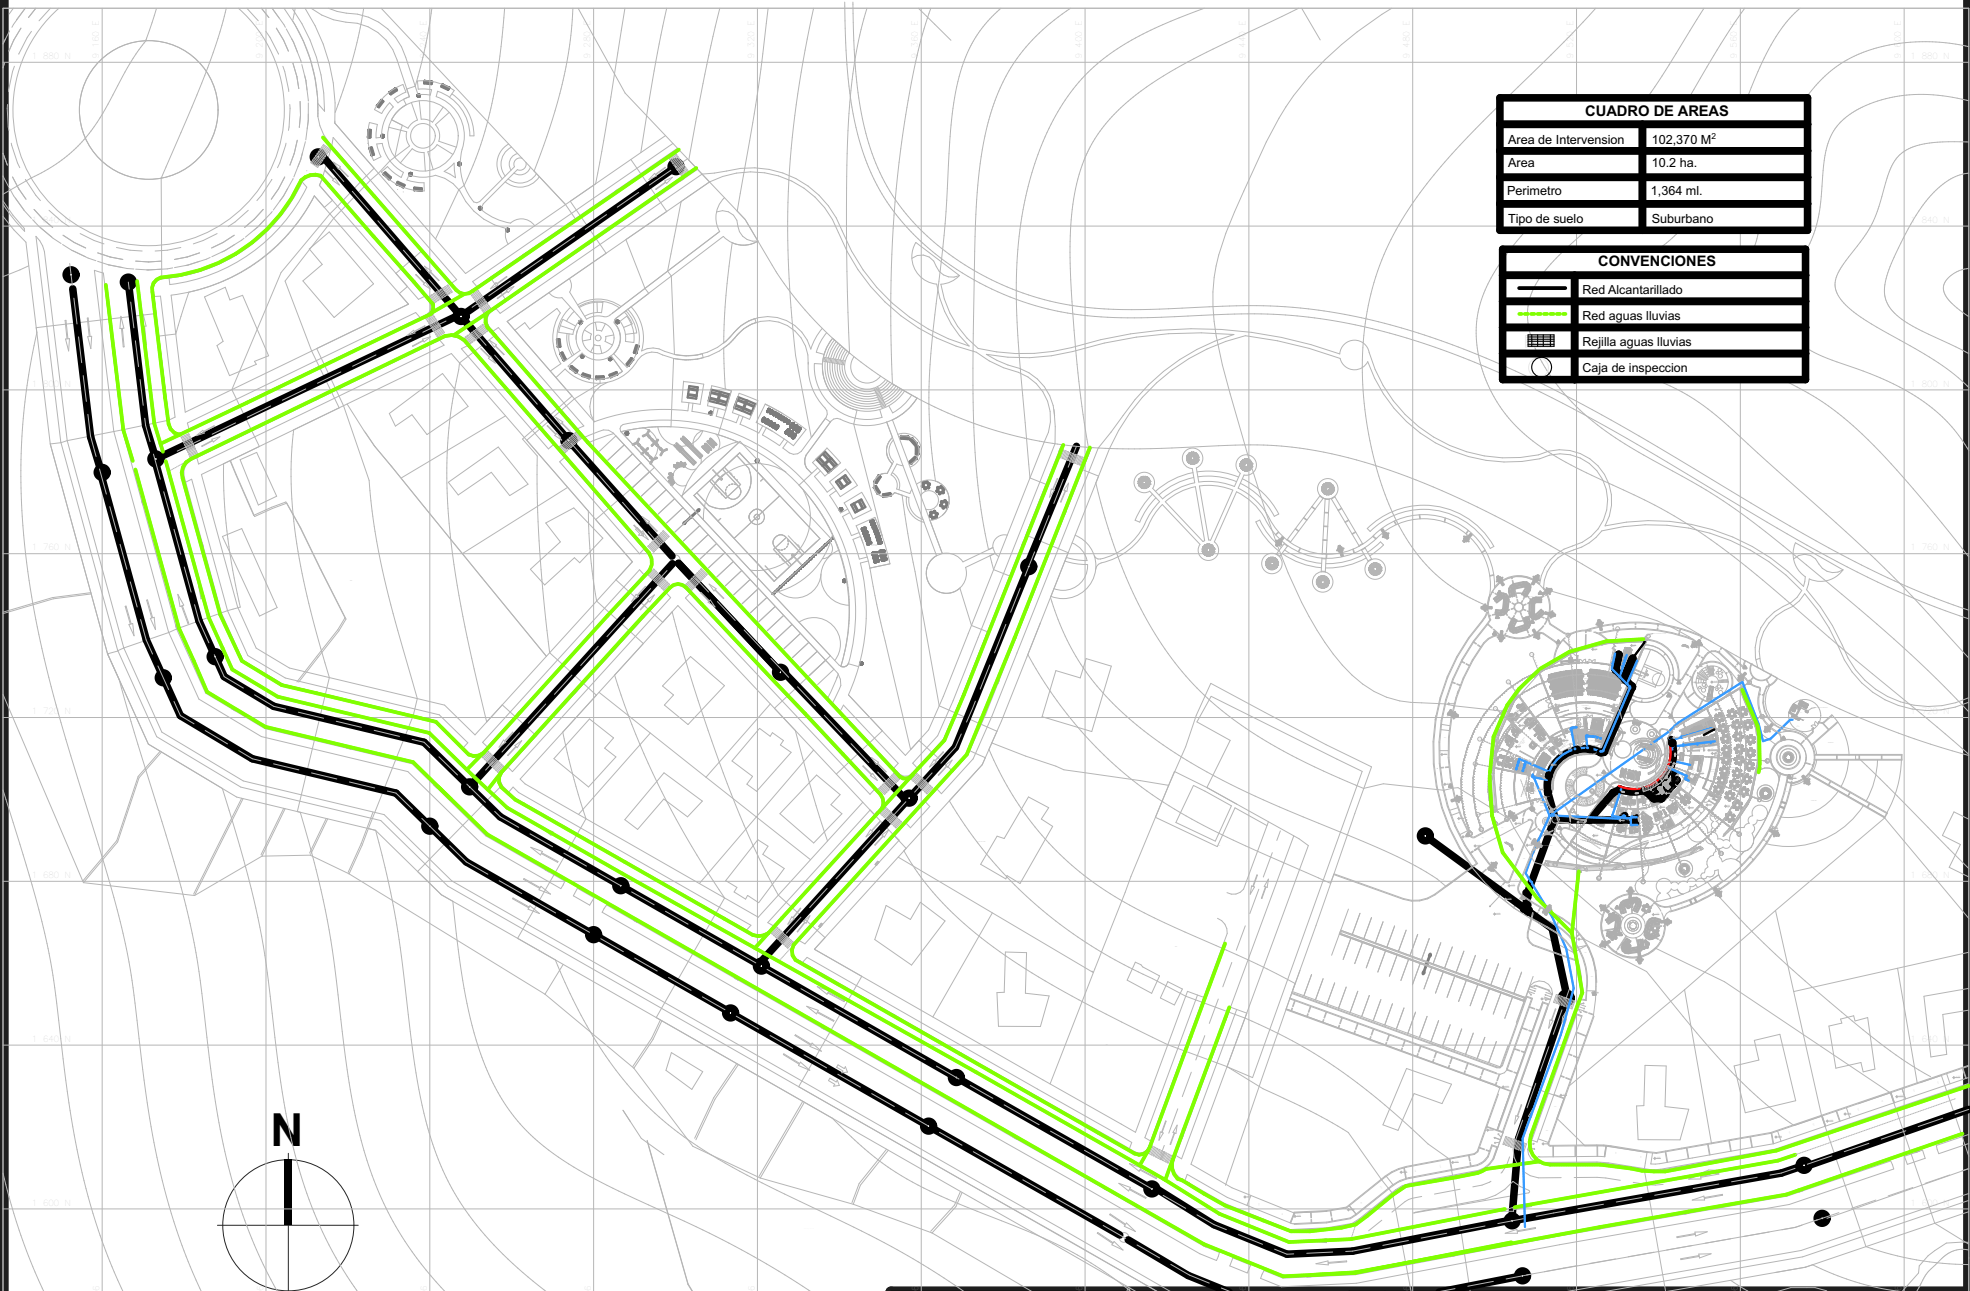 CUADRO DE AREAS
Area de Intervension 102,370 M²
Area 10.2 ha.
Perimetro 1,364 ml.
Tipo de suelo Suburbano
CONVENCIONES
Red Alcantarillado
Red aguas lluvias
Rejilla aguas lluvias
Caja de inspeccion
N